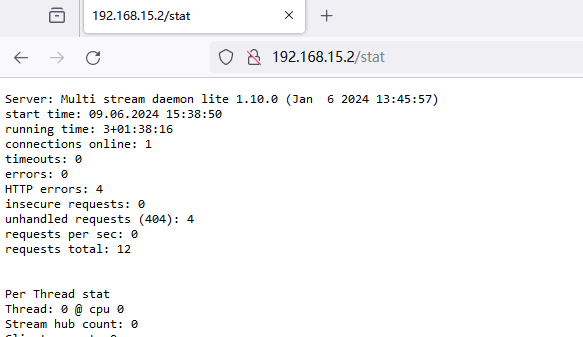 192.168.15.2/stat
192.168.15.2/stat
Server: Multi stream daemon lite 1.10.0 (Jan  6 2024 13:45:57)
start time: 09.06.2024 15:38:50
running time: 3+01:38:16
connections online: 1
timeouts: 0
errors: 0
HTTP errors: 4
insecure requests: 0
unhandled requests (404): 4
requests per sec: 0
requests total: 12
Per Thread stat
Thread: 0 @ cpu 0
Stream hub count: 0